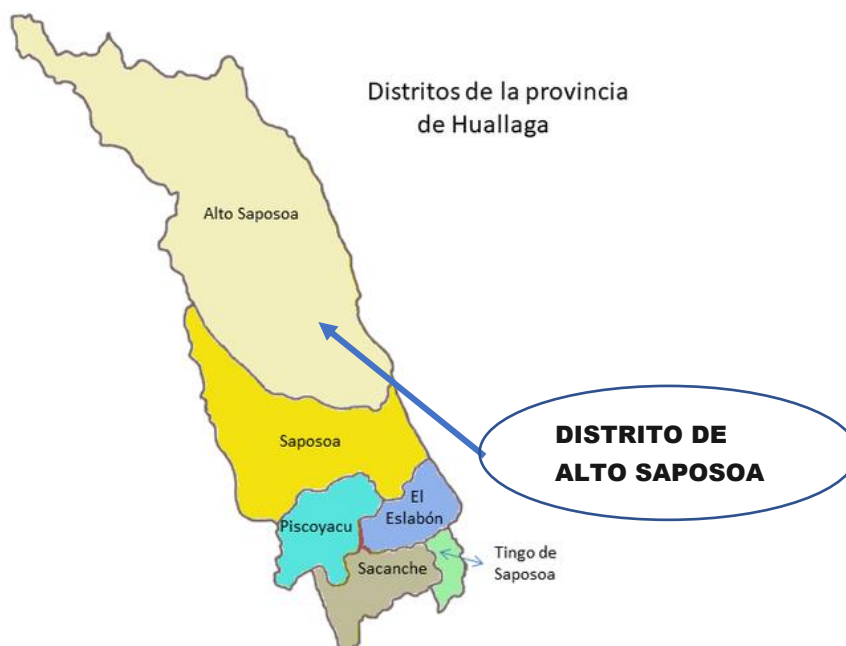 Distritos de la provincia
de Huallaga
Alto Saposoa
DISTRITO DE
ALTO SAPOSOA
Saposoa
El
Eslabón
Piscoyacu
Tingo de
Saposoa
Sacanche